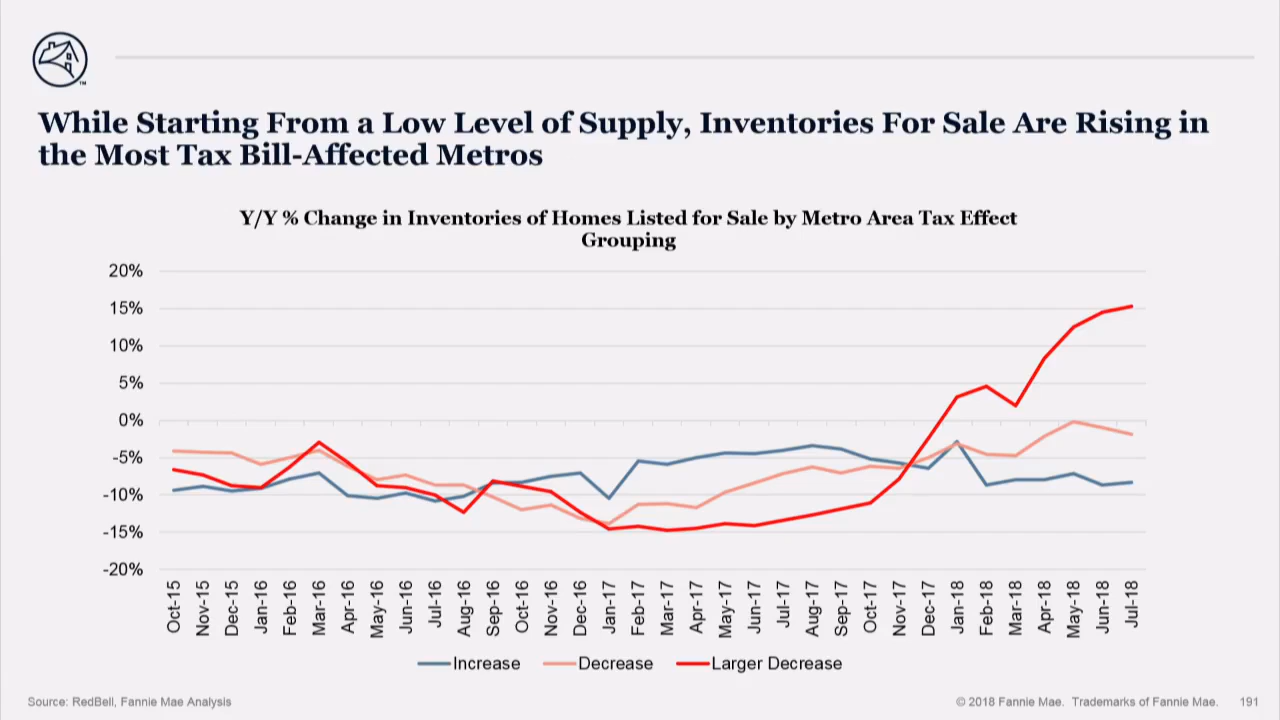 While Starting From a Low Level of Supply, Inventories For Sale Are Rising in
the Most Tax Bill-Affected Metros
Y/Y % Change in Inventories of Homes Listed for Sale by Metro Area Tax Effect
Grouping
20%
15%
10%
5%
0%
-5%
-10%
-15%
-20%
Oct-15
Nov-15
Dec-15
Jan-16
Feb-16
Mar-16
Apr-16
May-16
Jun-16
Jul-16
Aug-16
Sep-16
Oct-16
Nov-16
Dec-16
Jan-17
Feb-17
Mar-17
Apr-17
May-17
Jun-17
Jul-17
Aug-17
Sep-17
Oct-17
Nov-17
Dec-17
Jan-18
Feb-18
Mar-18
Apr-18
May-18
Jun-18
Jul-18
Increase Decrease Larger Decrease
Source: RedBell, Fannie Mae Analysis
© 2018 Fannie Mae. Trademarks of Fannie Mae. 191